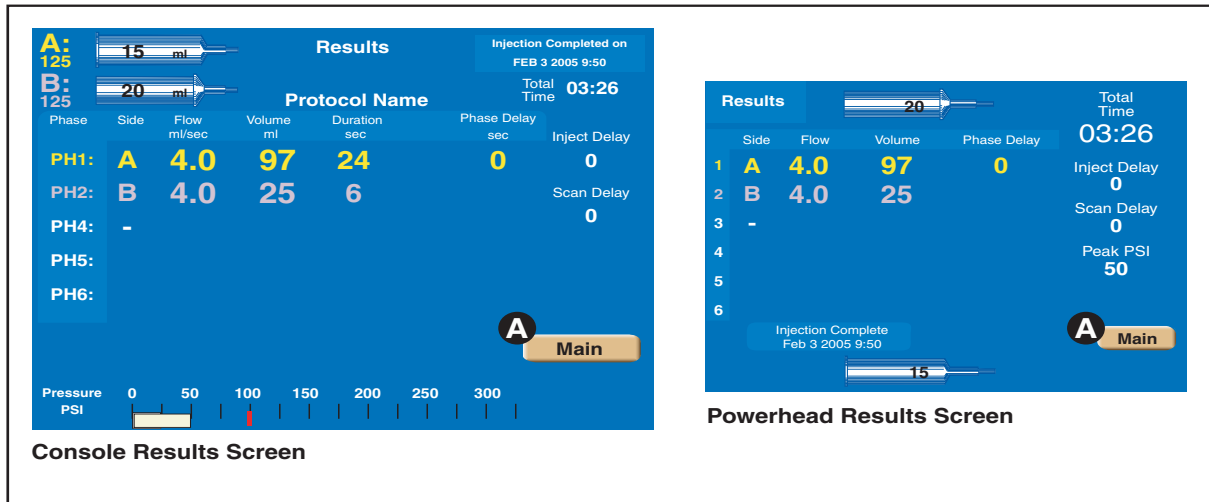 A: 15 ml Results Injection Completed on
125 FEB 3 2005 9:50
B: 20 ml Total Time 03:26
125 Protocol Name
Phase Side Flow ml/sec Volume ml Duration sec Phase Delay sec Inject Delay
PH1: A 4.0 97 24 0 0
PH2: B 4.0 25 6 Scan Delay
PH4: - 0
PH5:
PH6:
A Main
Pressure PSI 0 50 100 150 200 250 300
Console Results Screen
Results 20 Total Time
03:26
Side Flow Volume Phase Delay
1 A 4.0 97 0 Inject Delay
0
2 B 4.0 25 Scan Delay
3 - 0
4 Peak PSI
50
5
6
Injection Complete
Feb 3 2005 9:50
A Main
15
Powerhead Results Screen